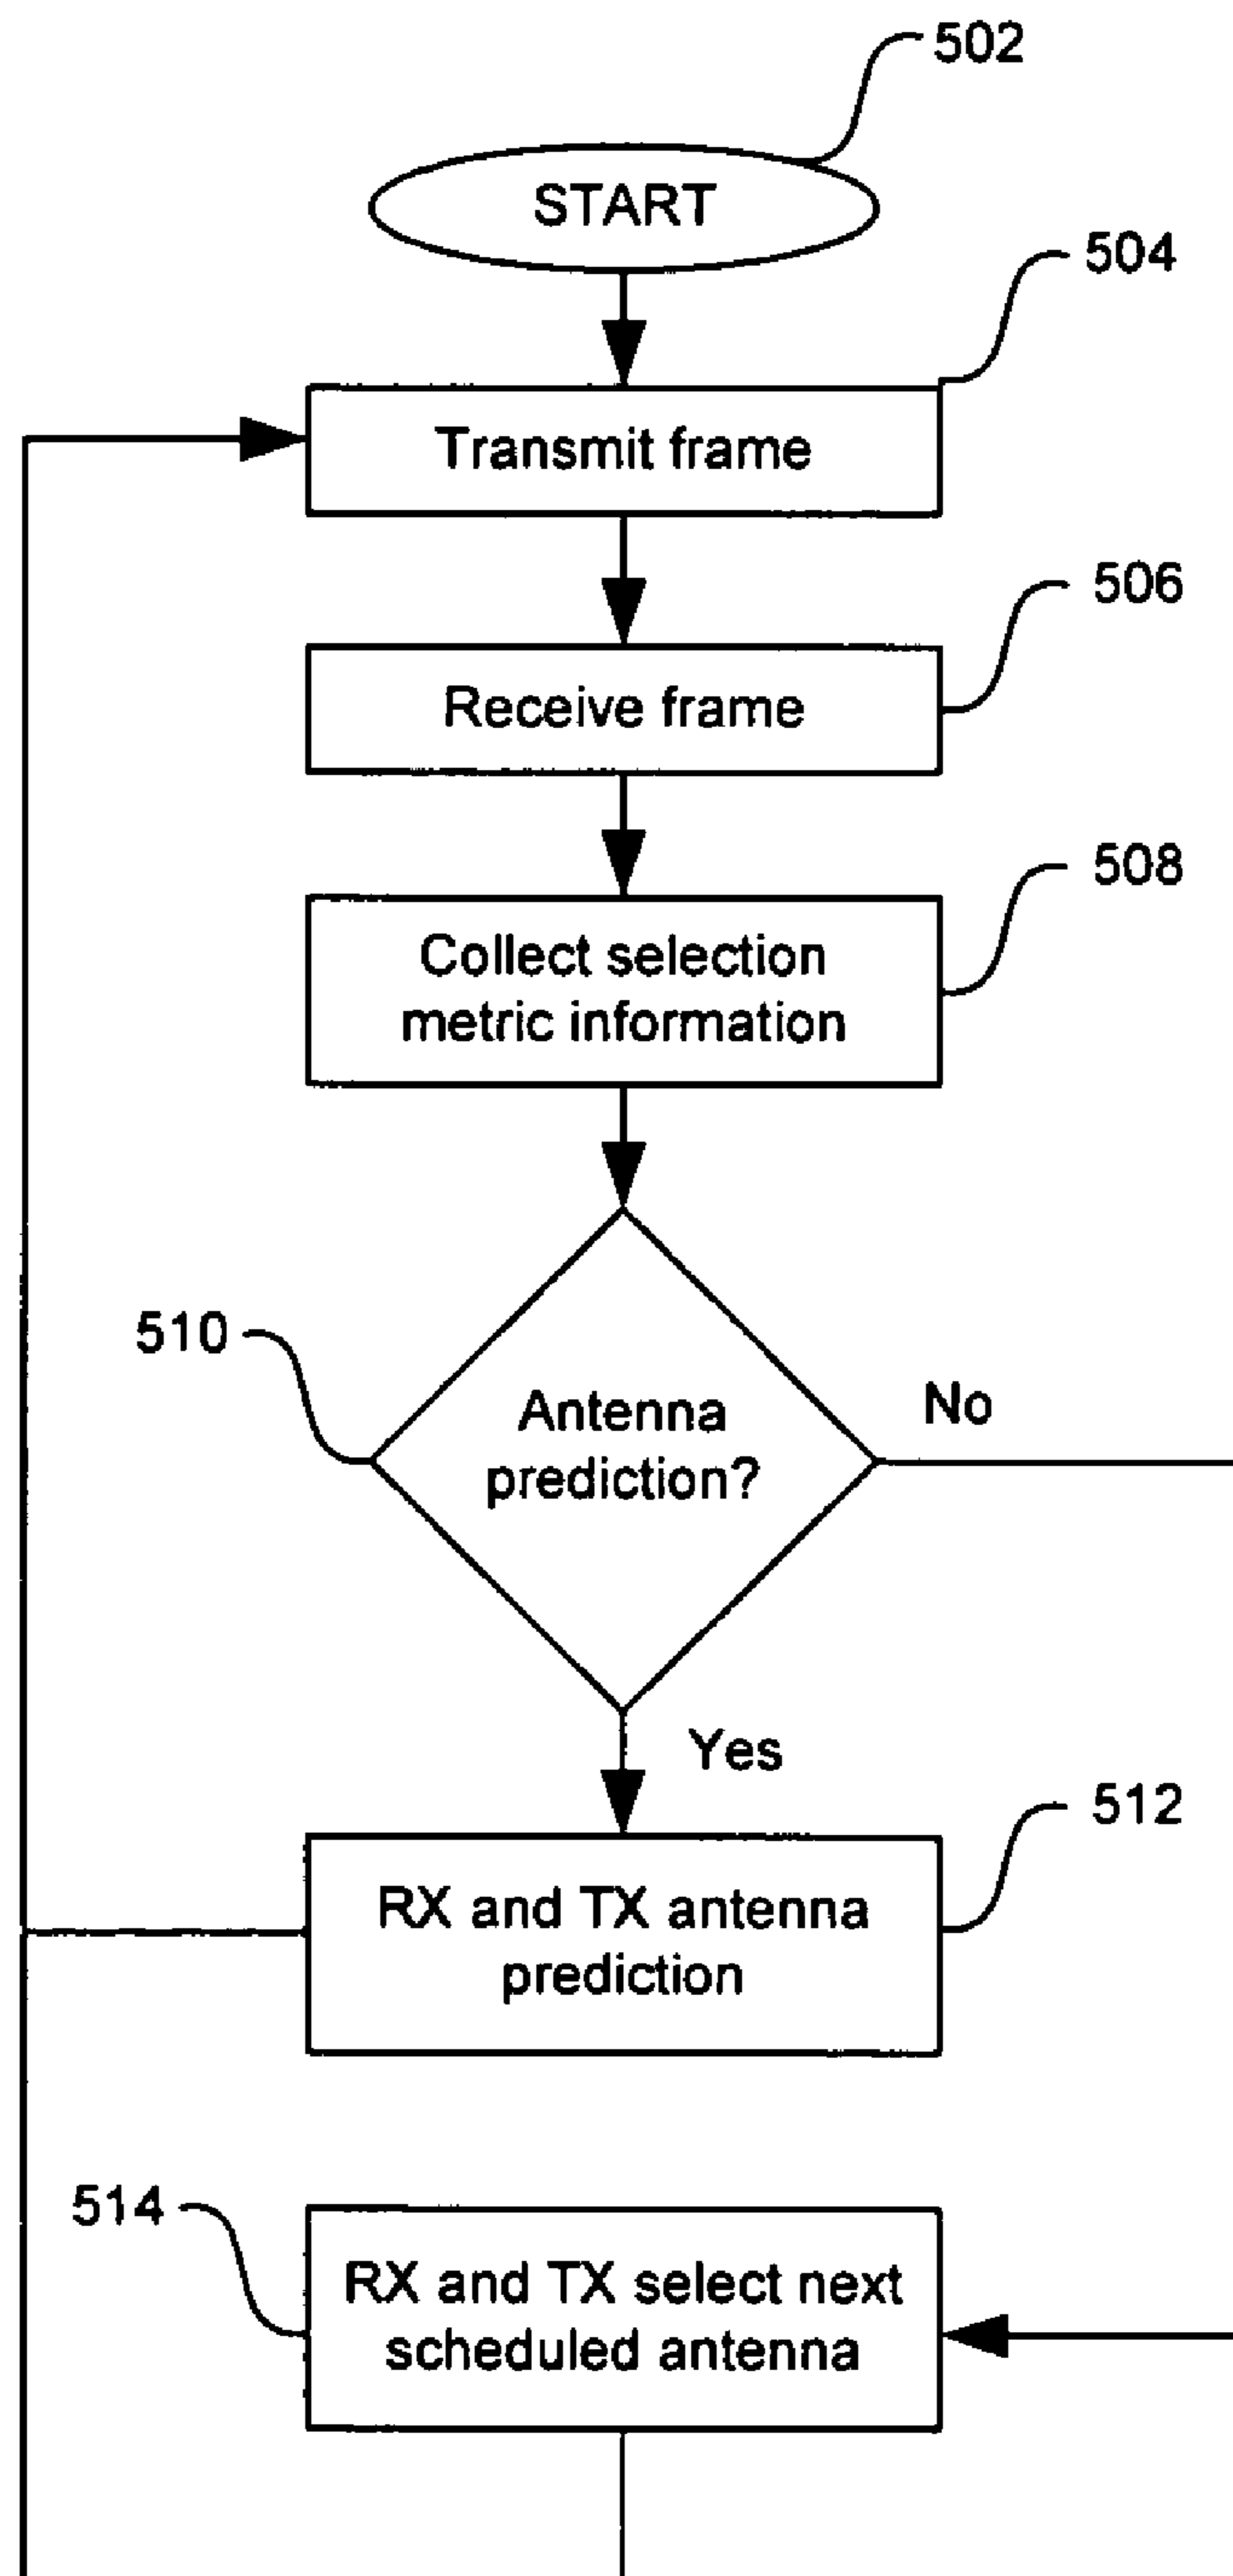 502
START
504
Transmit frame
506
Receive frame
508
Collect selection
metric information
510
Antenna
prediction?
No
Yes
512
RX and TX antenna
prediction
514
RX and TX select next
scheduled antenna